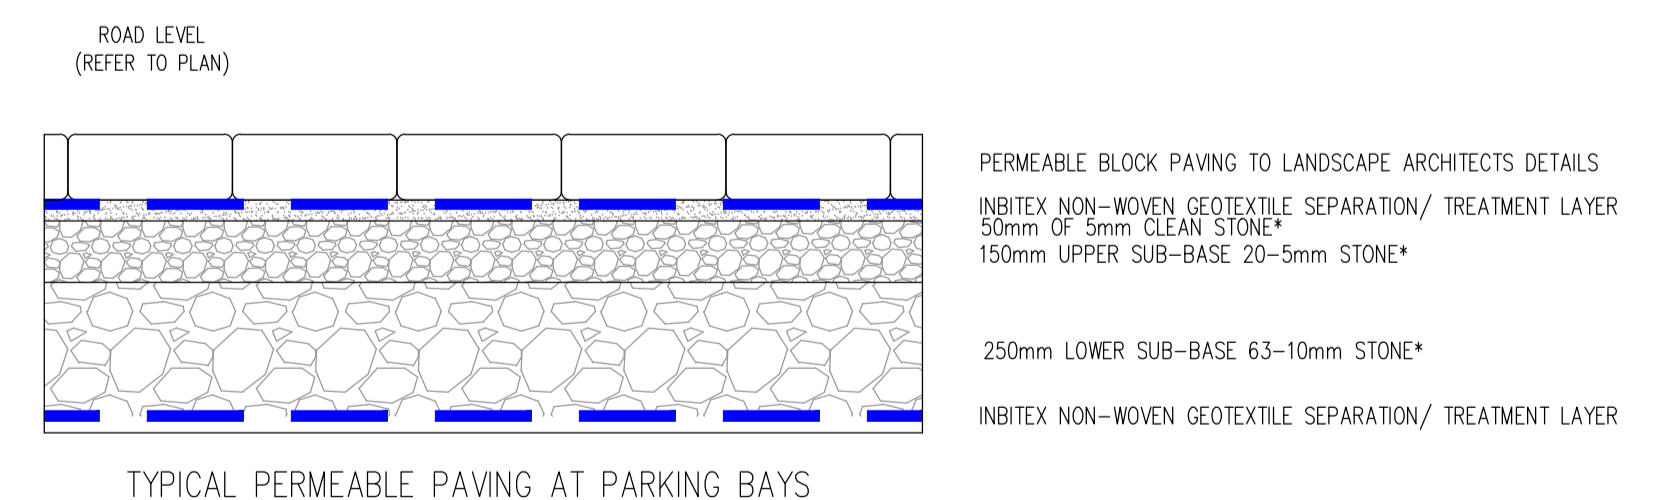 ROAD LEVEL
(REFER TO PLAN)
PERMEABLE BLOCK PAVING TO LANDSCAPE ARCHITECTS DETAILS
INBITEX NON-WOVEN GEOTEXTILE SEPARATION/ TREATMENT LAYER
50mm OF 5mm CLEAN STONE*
150mm UPPER SUB-BASE 20-5mm STONE*
250mm LOWER SUB-BASE 63-10mm STONE*
INBITEX NON-WOVEN GEOTEXTILE SEPARATION/ TREATMENT LAYER
TYPICAL PERMEABLE PAVING AT PARKING BAYS